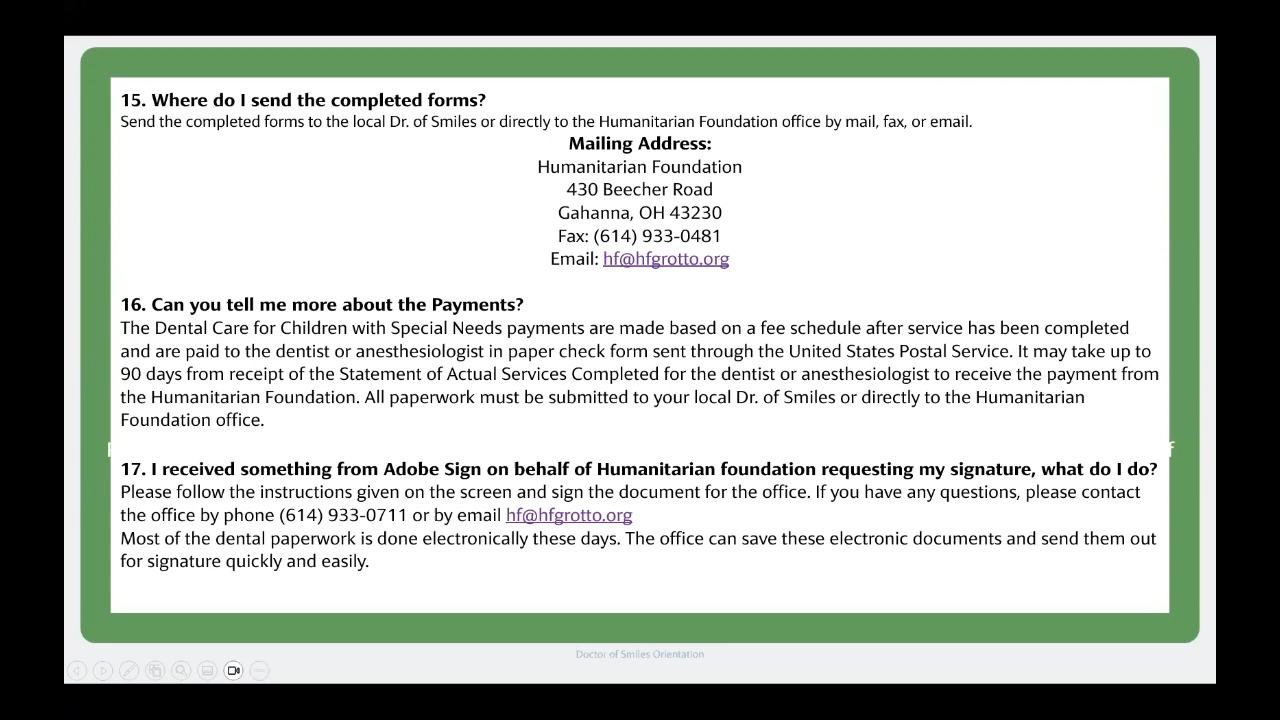 15. Where do I send the completed forms?
Send the completed forms to the local Dr. of Smiles or directly to the Humanitarian Foundation office by mail, fax, or email.
Mailing Address:
Humanitarian Foundation
430 Beecher Road
Gahanna, OH 43230
Fax: (614) 933-0481
Email: hf@hfgrotto.org
16. Can you tell me more about the Payments?
The Dental Care for Children with Special Needs payments are made based on a fee schedule after service has been completed
and are paid to the dentist or anesthesiologist in paper check form sent through the United States Postal Service. It may take up to
90 days from receipt of the Statement of Actual Services Completed for the dentist or anesthesiologist to receive the payment from
the Humanitarian Foundation. All paperwork must be submitted to your local Dr. of Smiles or directly to the Humanitarian
Foundation office.
17. I received something from Adobe Sign on behalf of Humanitarian foundation requesting my signature, what do I do?
Please follow the instructions given on the screen and sign the document for the office. If you have any questions, please contact
the office by phone (614) 933-0711 or by email hf@hfgrotto.org
Most of the dental paperwork is done electronically these days. The office can save these electronic documents and send them out
for signature quickly and easily.
Doctor of Smiles Orientation